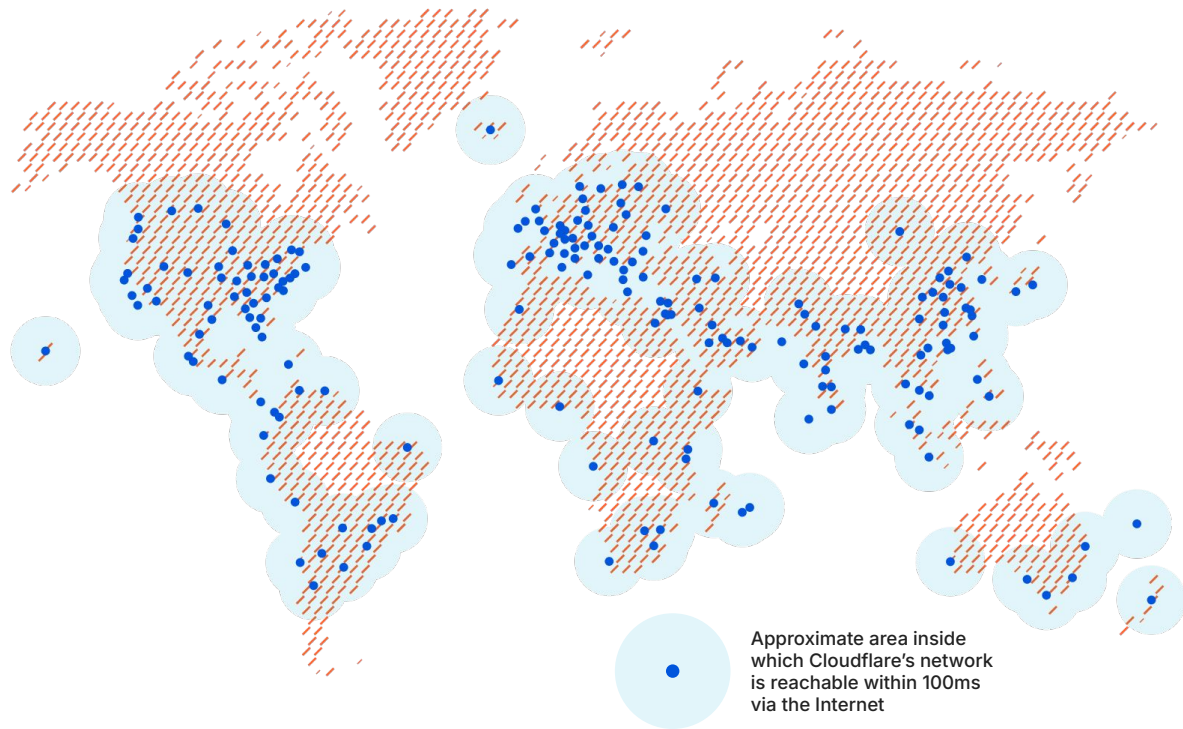 Approximate area inside
which Cloudflare's network
is reachable within 100ms
via the Internet